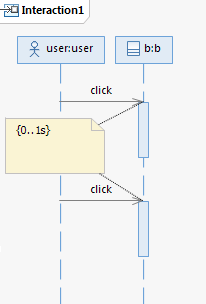 Interaction1
user:user
b:b
click
{0..1s}
click